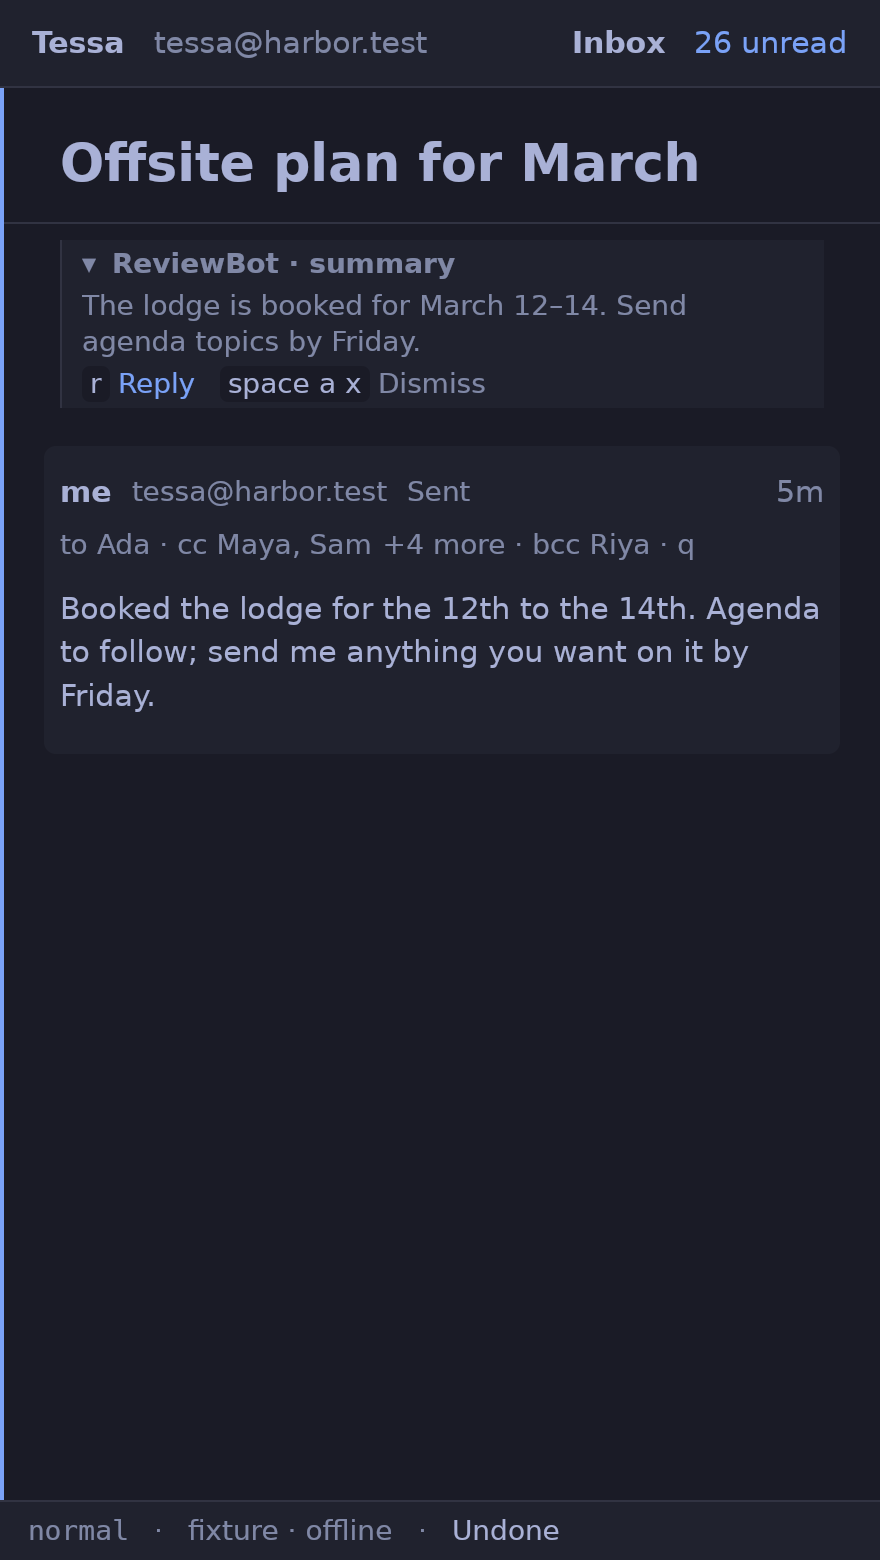 Tessa tessa@harbor.test Inbox 26 unread
Offsite plan for March
▼ ReviewBot · summary
The lodge is booked for March 12–14. Send
agenda topics by Friday.
r Reply space a x Dismiss
me tessa@harbor.test Sent 5m
to Ada · cc Maya, Sam +4 more · bcc Riya · q
Booked the lodge for the 12th to the 14th. Agenda
to follow; send me anything you want on it by
Friday.
normal · fixture · offline · Undone